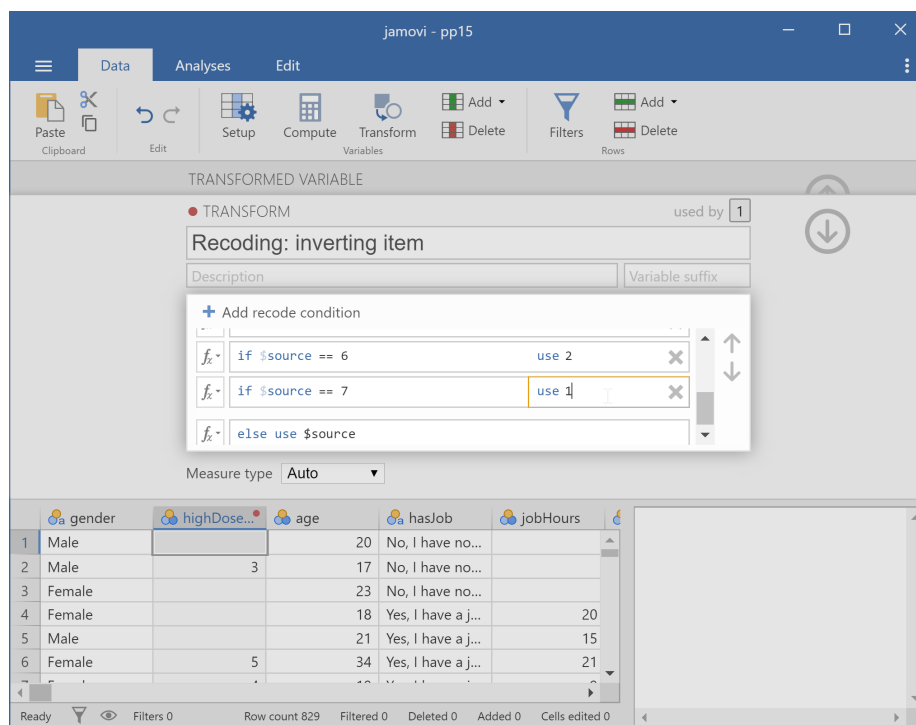 jamovi - pp15
Data Analyses Edit
Paste Setup Compute Transform Add Delete Filters Add Delete
Clipboard Edit Variables Rows
TRANSFORMED VARIABLE
TRANSFORM used by 1
Recoding: inverting item
Description Variable suffix
+ Add recode condition
fx if $source == 6 use 2
fx if $source == 7 use 1
fx else use $source
Measure type Auto
gender highDose... age hasJob jobHours
1 Male 20 No, I have no...
2 Male 3 17 No, I have no...
3 Female 23 No, I have no...
4 Female 18 Yes, I have a j... 20
5 Male 21 Yes, I have a j... 15
6 Female 5 34 Yes, I have a j... 21
Ready Filters 0 Row count 829 Filtered 0 Deleted 0 Added 0 Cells edited 0